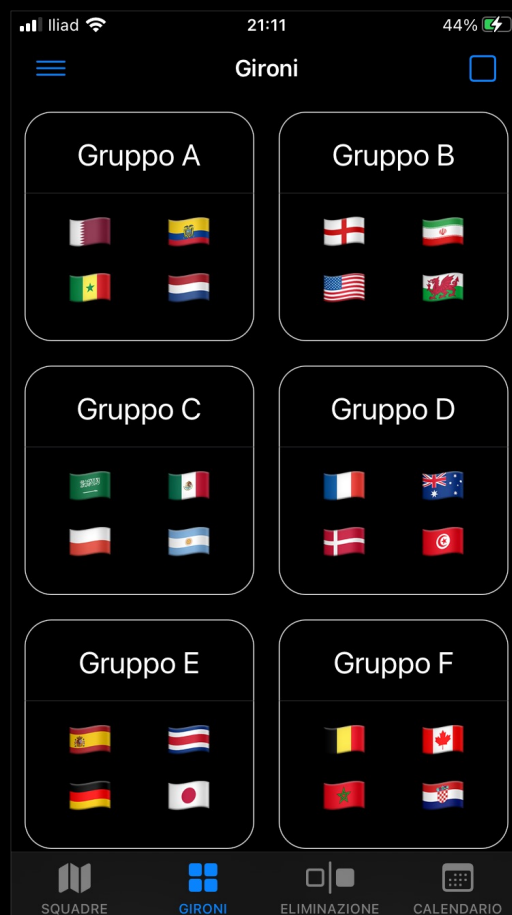 Iliad 21:11 44%
Gironi
Gruppo A Gruppo B
Gruppo C Gruppo D
Gruppo E Gruppo F
SQUADRE GIRONI ELIMINAZIONE CALENDARIO